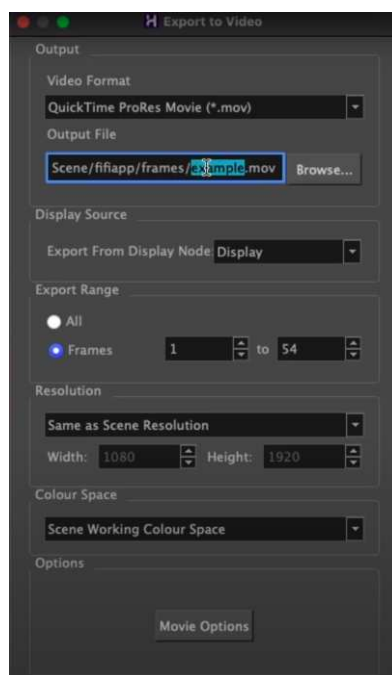 Export to Video
Output
Video Format
QuickTime ProRes Movie (*.mov)
Output File
Scene/fifiapp/frames/example.mov Browse...
Display Source
Export From Display Node: Display
Export Range
All
Frames 1 to 54
Resolution
Same as Scene Resolution
Width: 1080 Height: 1920
Colour Space
Scene Working Colour Space
Options
Movie Options